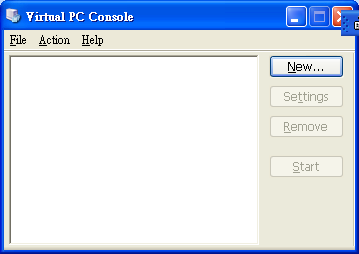 Virtual PC Console
File Action Help
New...
Settings
Remove
Start